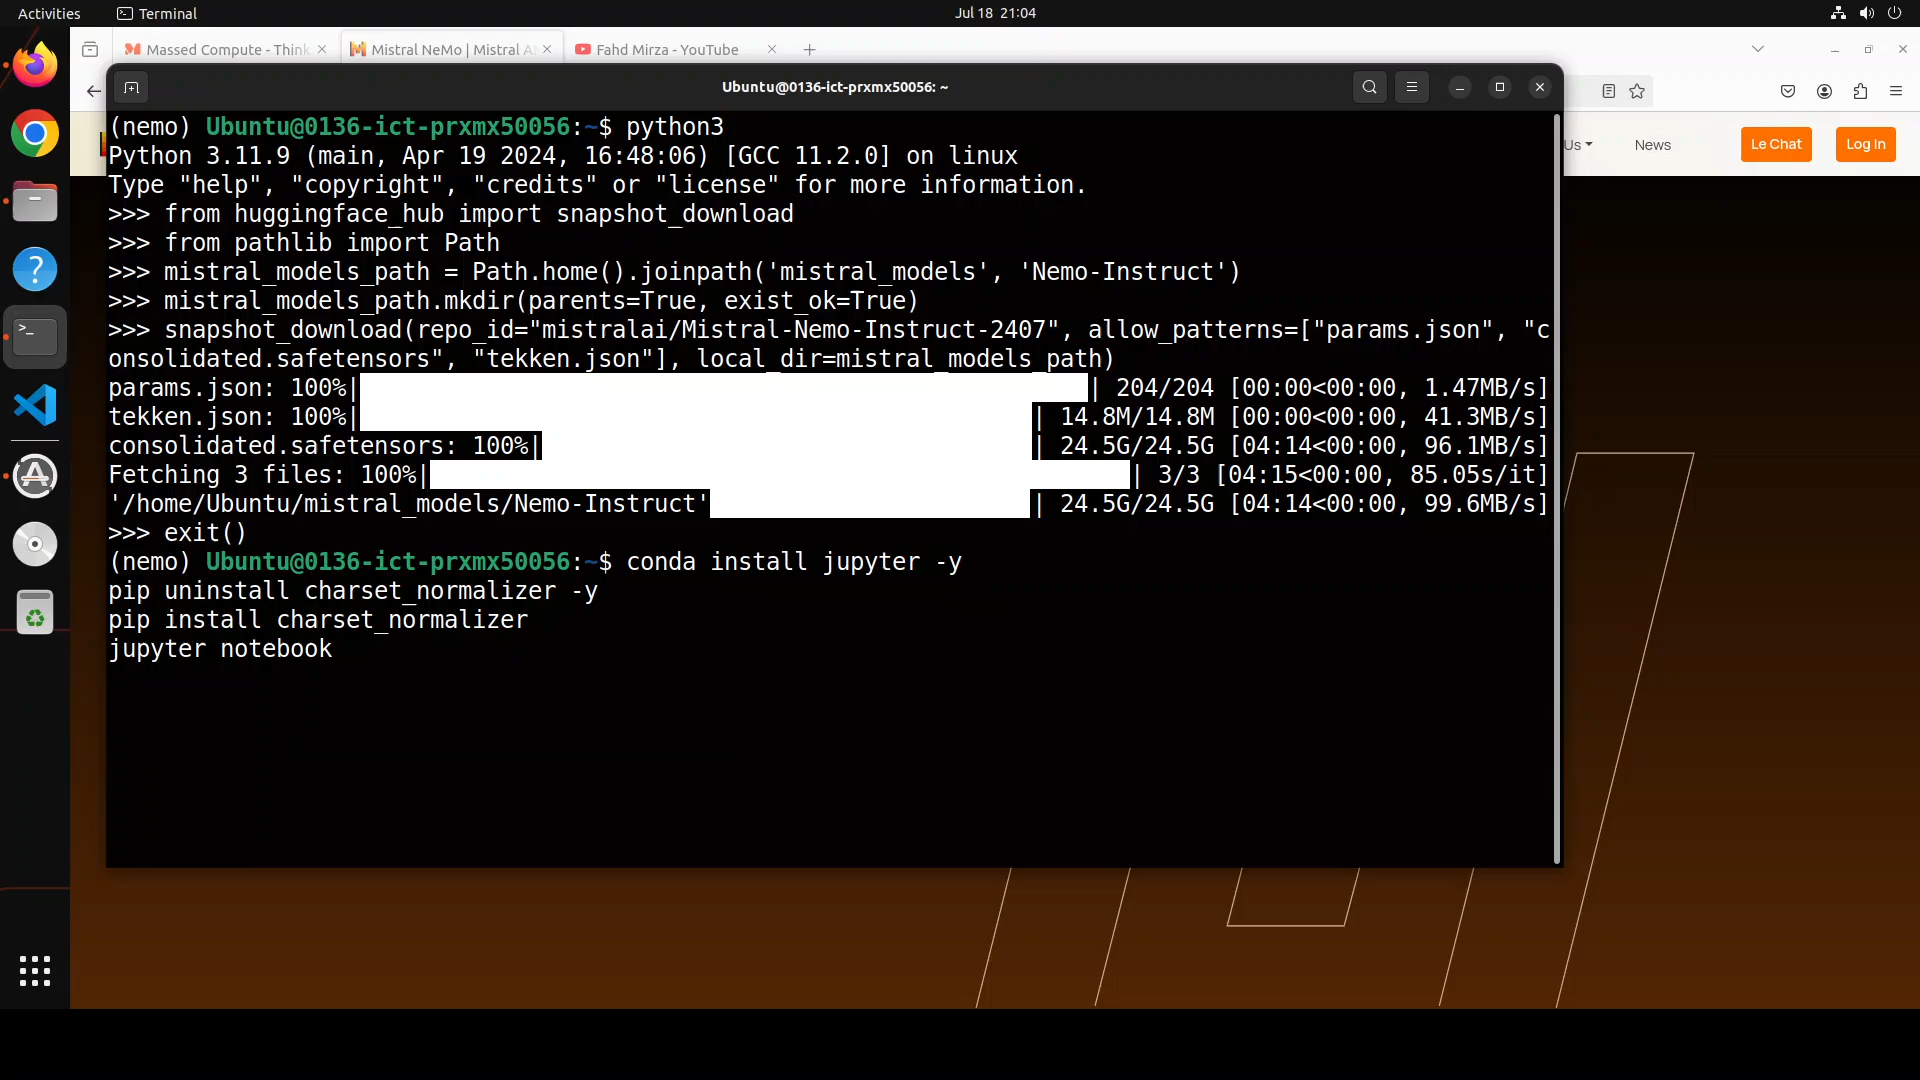 Activities Terminal Jul 18 21:04
Massed Compute - Think Mistral NeMo | Mistral A Fahd Mirza - YouTube
Ubuntu@0136-ict-prxmx50056: ~
Us News Le Chat Log In
(nemo) Ubuntu@0136-ict-prxmx50056:~$ python3
Python 3.11.9 (main, Apr 19 2024, 16:48:06) [GCC 11.2.0] on linux
Type "help", "copyright", "credits" or "license" for more information.
>>> from huggingface_hub import snapshot_download
>>> from pathlib import Path
>>> mistral_models_path = Path.home().joinpath('mistral_models', 'Nemo-Instruct')
>>> mistral_models_path.mkdir(parents=True, exist_ok=True)
>>> snapshot_download(repo_id="mistralai/Mistral-Nemo-Instruct-2407", allow_patterns=["params.json", "c
onsolidated.safetensors", "tekken.json"], local_dir=mistral_models_path)
params.json: 100%| | 204/204 [00:00<00:00, 1.47MB/s]
tekken.json: 100%| | 14.8M/14.8M [00:00<00:00, 41.3MB/s]
consolidated.safetensors: 100%| | 24.5G/24.5G [04:14<00:00, 96.1MB/s]
Fetching 3 files: 100%| | 3/3 [04:15<00:00, 85.05s/it]
'/home/Ubuntu/mistral_models/Nemo-Instruct' | 24.5G/24.5G [04:14<00:00, 99.6MB/s]
>>> exit()
(nemo) Ubuntu@0136-ict-prxmx50056:~$ conda install jupyter -y
pip uninstall charset_normalizer -y
pip install charset_normalizer
jupyter notebook